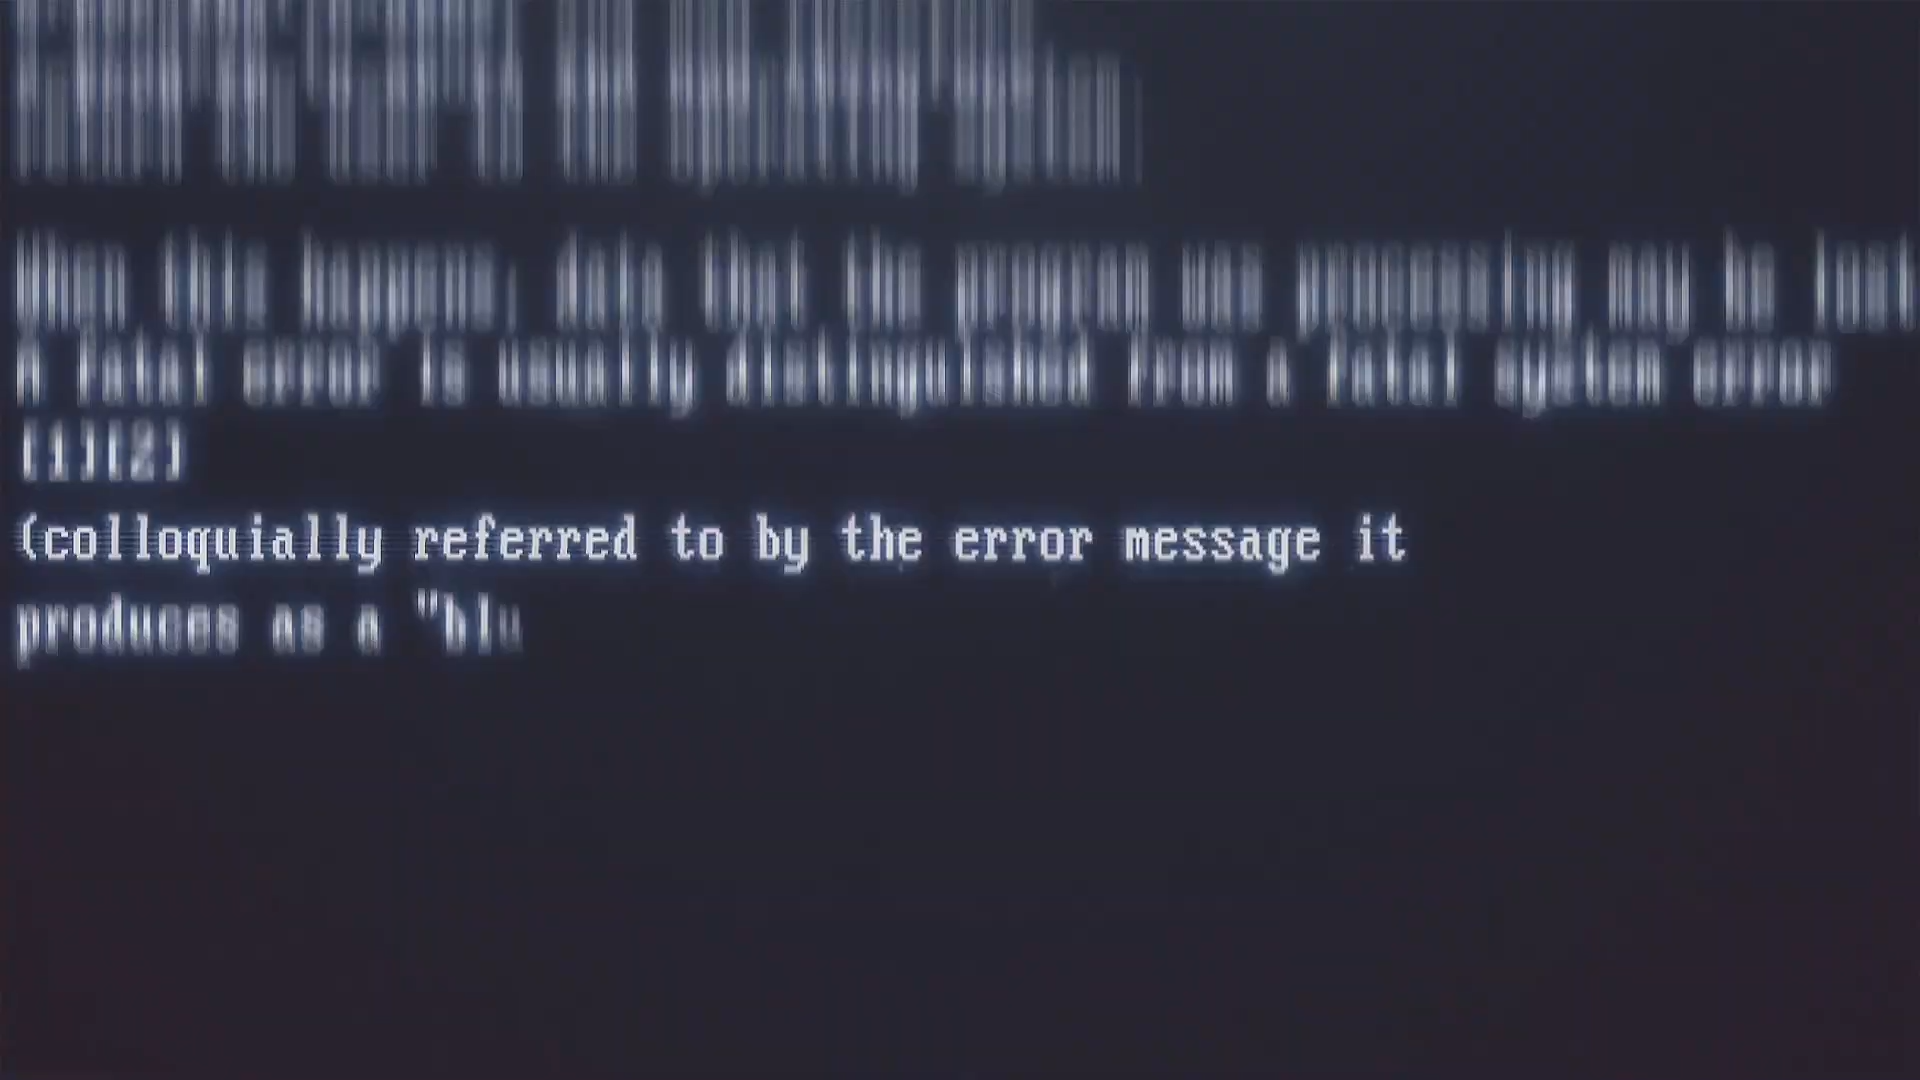 When this happens, data that the program was processing may be lost
A fatal error is usually distinguished from a fatal system error
[1][2]
(colloquially referred to by the error message it
produces as a "blu